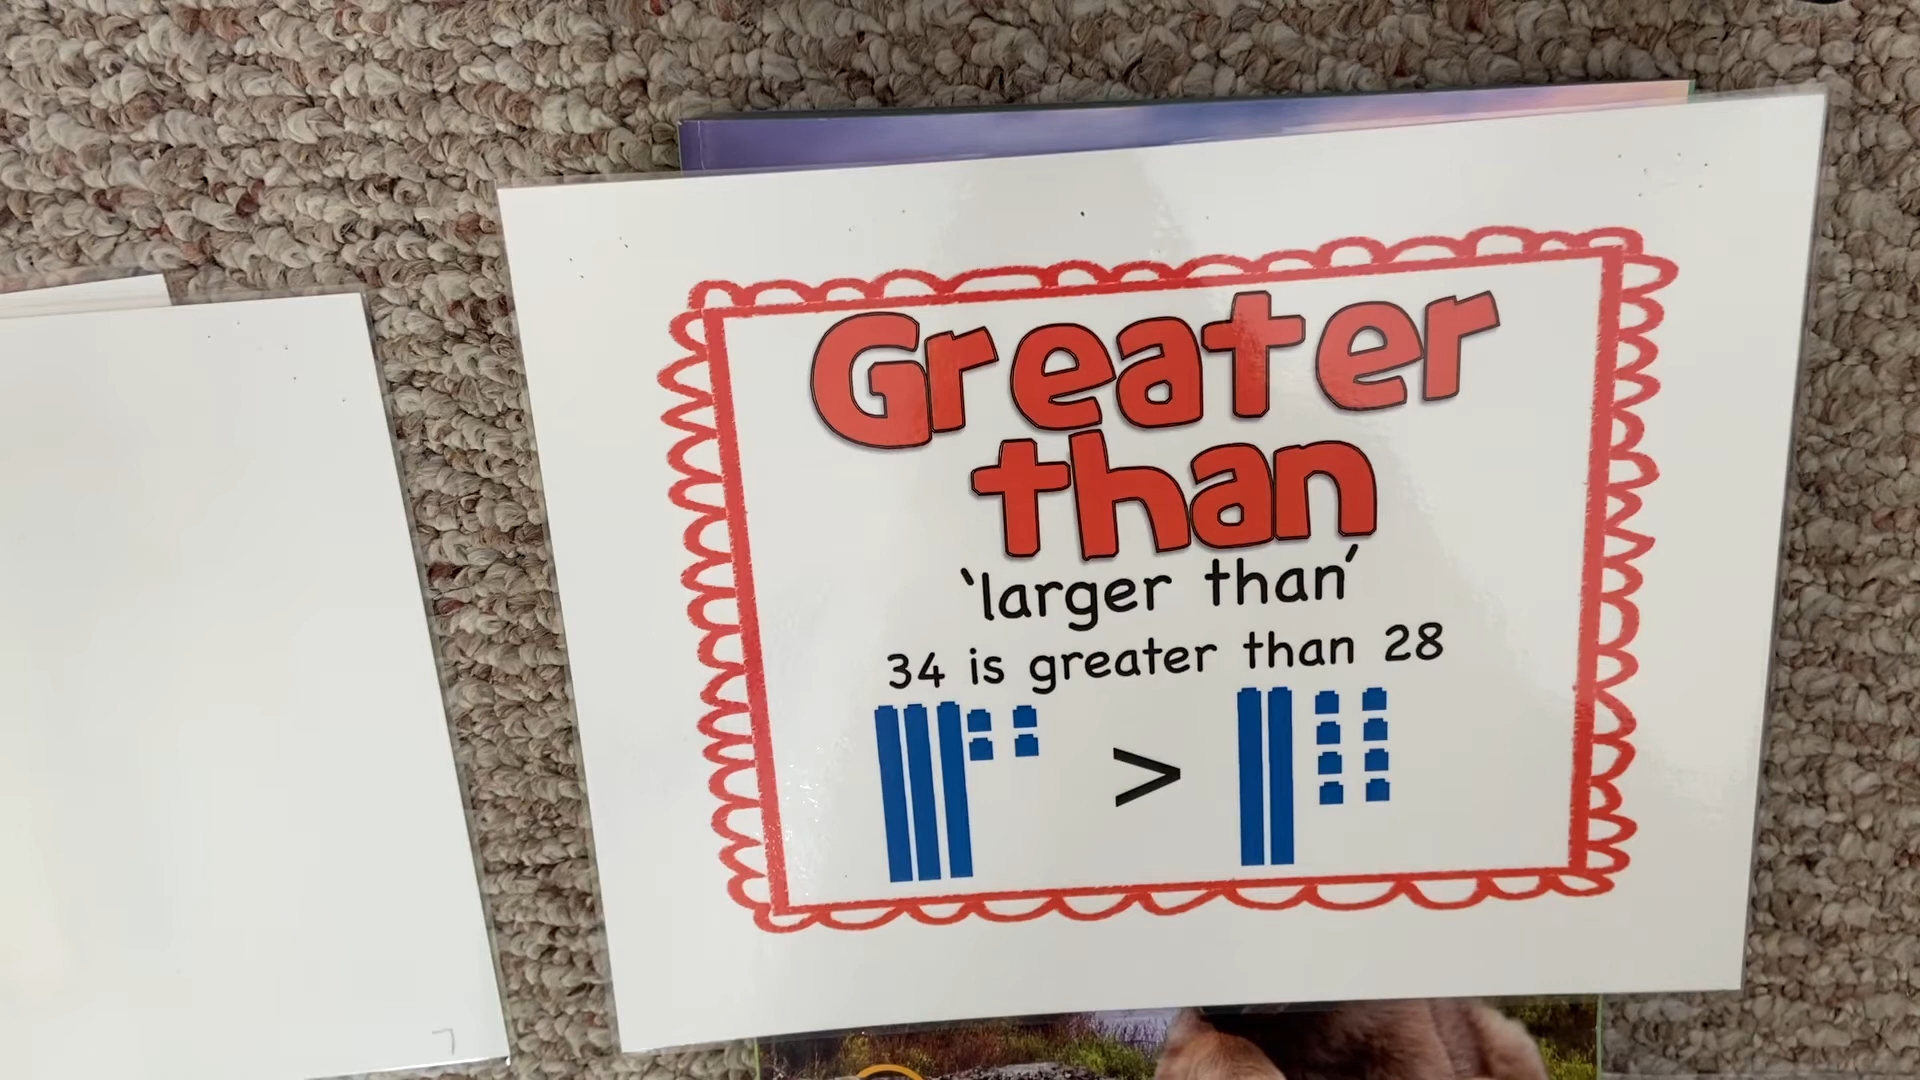 Greater
than
‘larger than’
34 is greater than 28
>